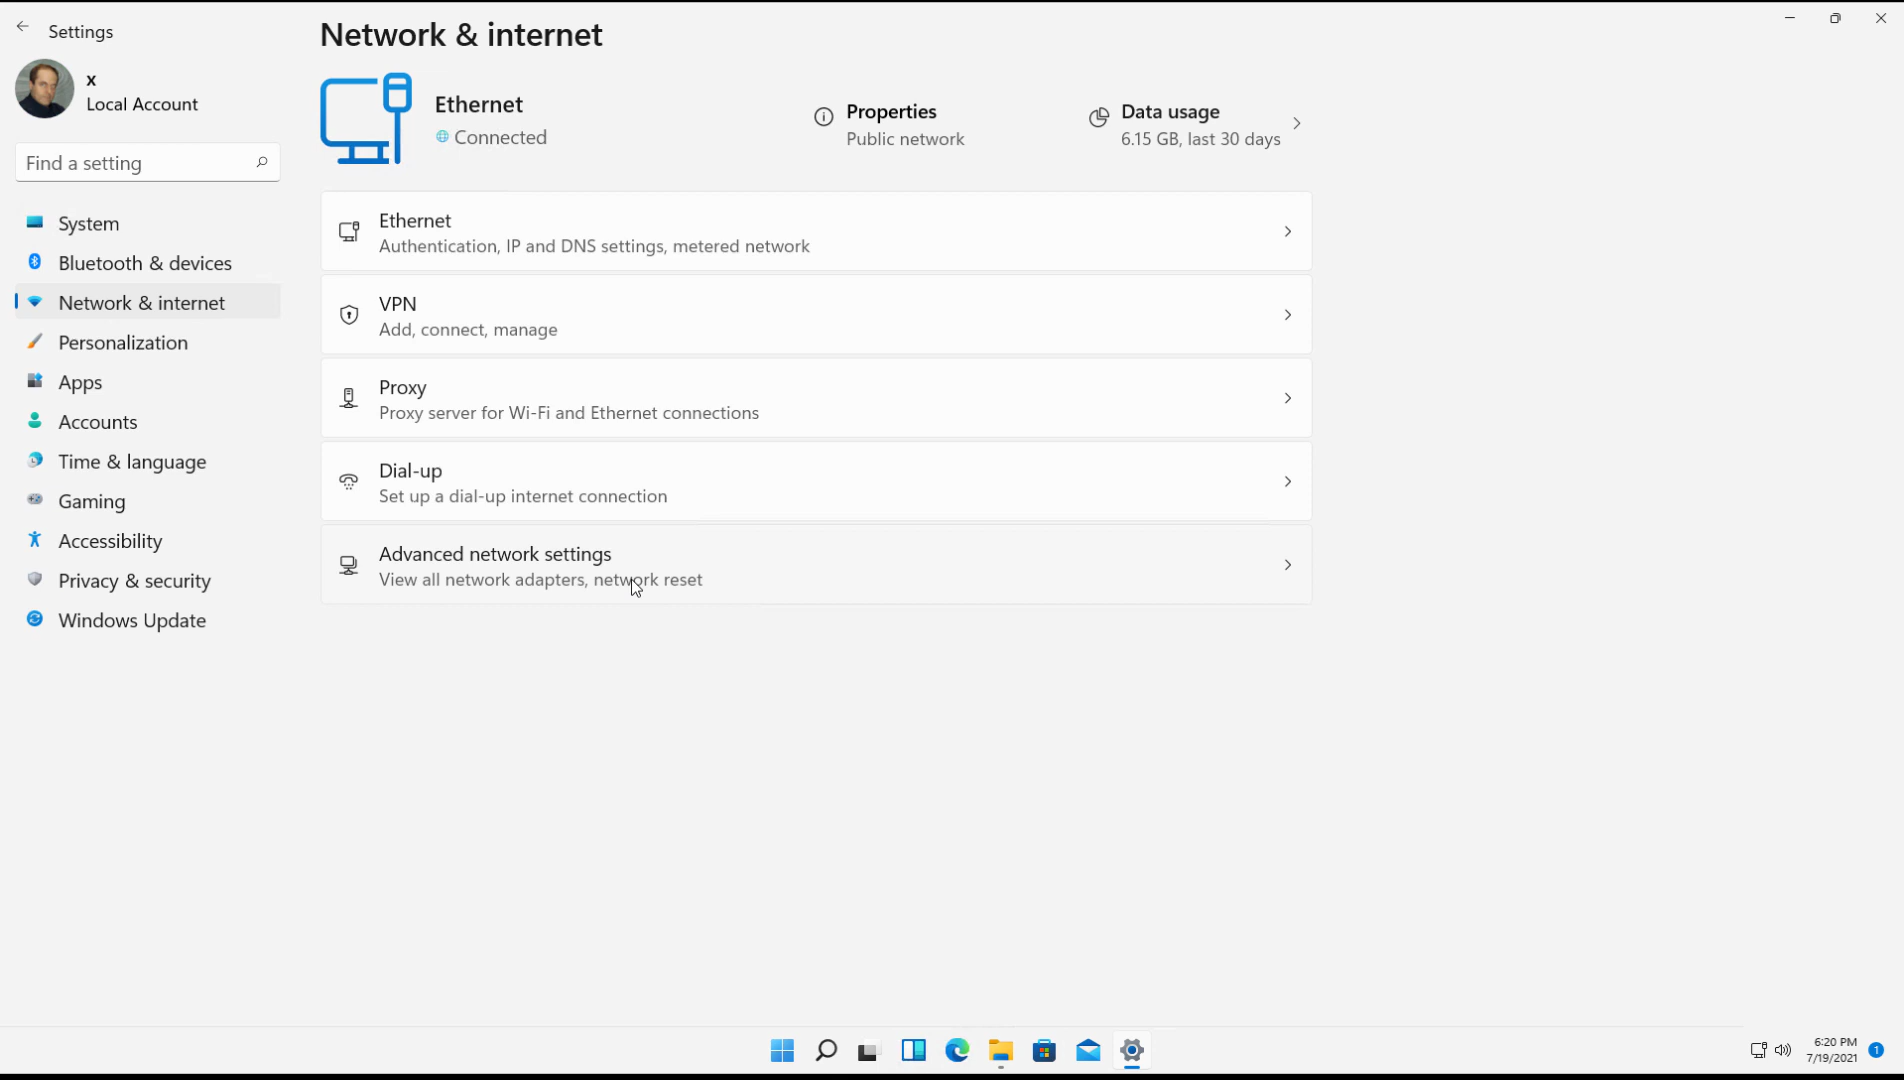 Settings
x
Local Account
Find a setting
System
Bluetooth & devices
Network & internet
Personalization
Apps
Accounts
Time & language
Gaming
Accessibility
Privacy & security
Windows Update
Network & internet
Ethernet
Connected
Properties
Public network
Data usage
6.15 GB, last 30 days
Ethernet
Authentication, IP and DNS settings, metered network
VPN
Add, connect, manage
Proxy
Proxy server for Wi-Fi and Ethernet connections
Dial-up
Set up a dial-up internet connection
Advanced network settings
View all network adapters, network reset
6:20 PM
7/19/2021
1